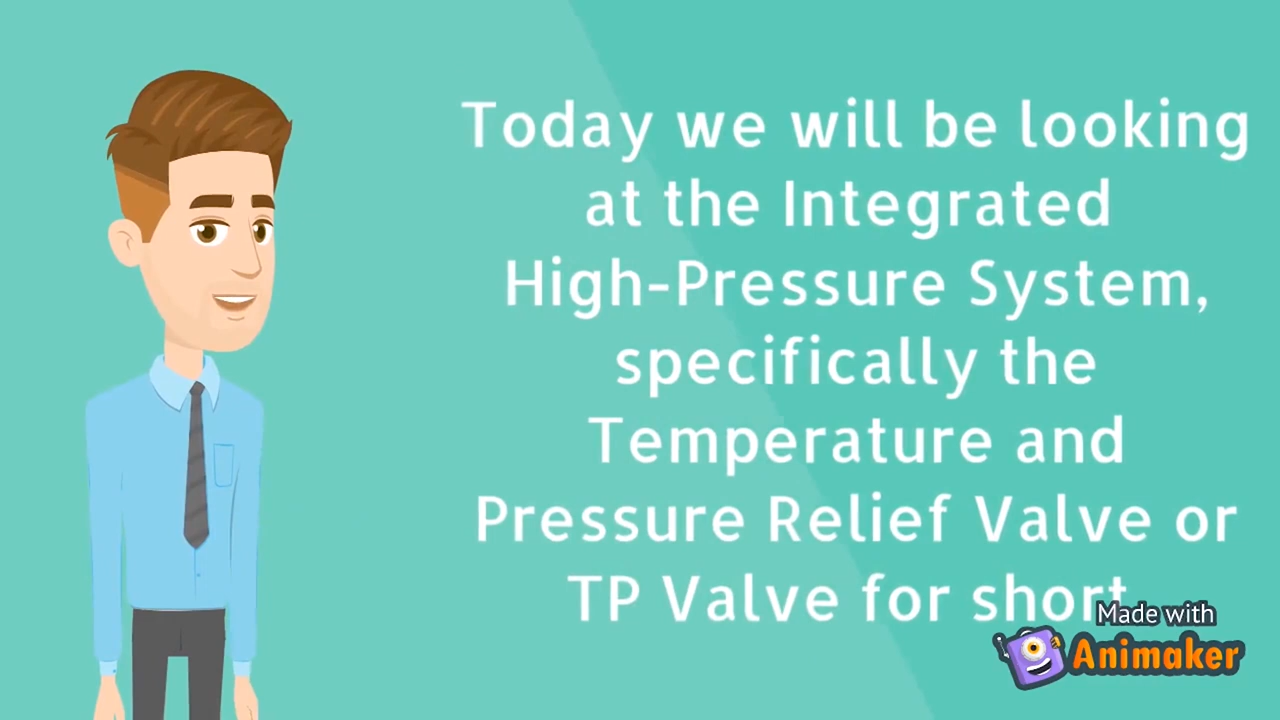 Today we will be looking
at the Integrated
High-Pressure System,
specifically the
Temperature and
Pressure Relief Valve or
TP Valve for short
Made with
Animaker